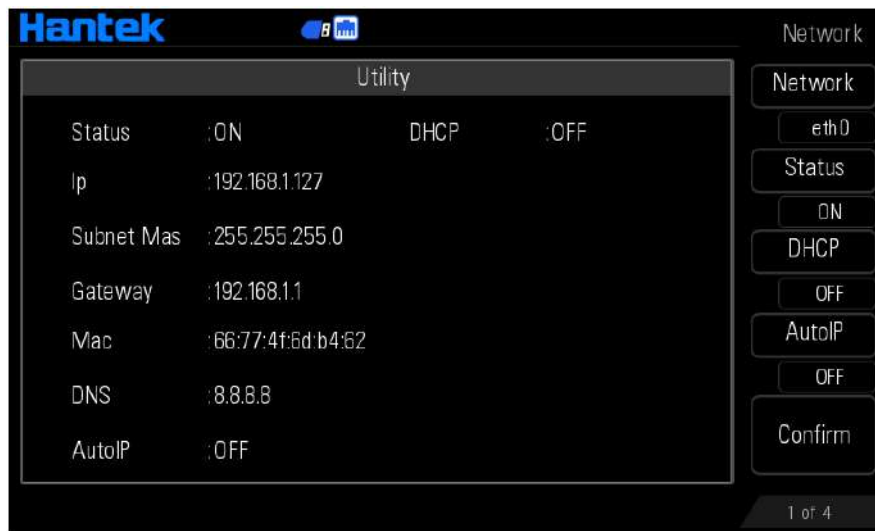 Hantek
B
Network
Utility
Status :ON DHCP :OFF
Ip :192.168.1.127
Subnet Mas :255.255.255.0
Gateway :192.168.1.1
Mac :66:77:4f:6d:b4:62
DNS :8.8.8.8
AutoIP :OFF
Network
eth0
Status
ON
DHCP
OFF
AutoIP
OFF
Confirm
1 of 4